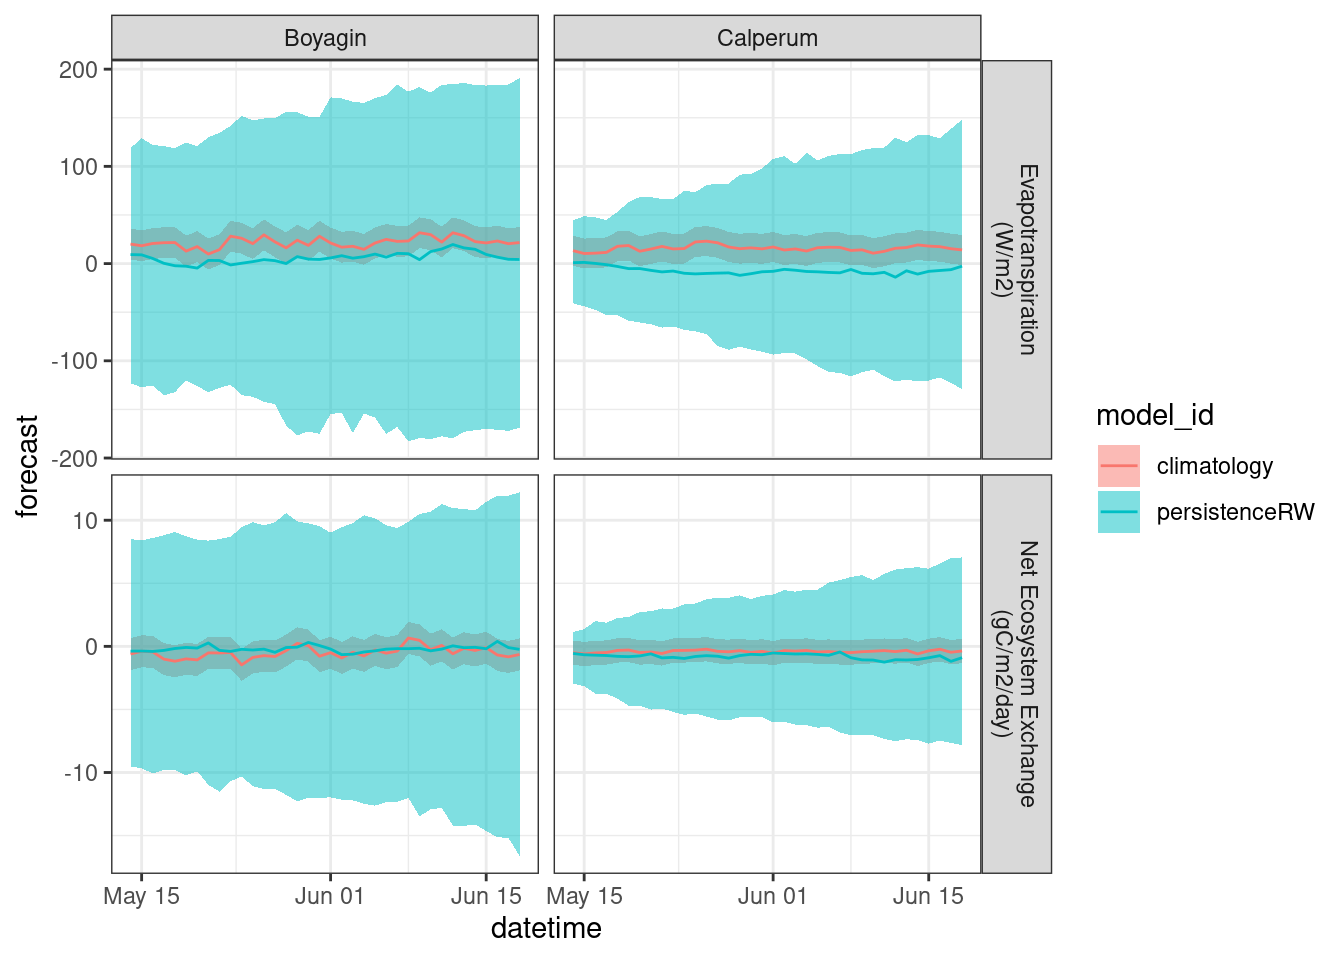 Boyagin
Calperum
200
100
0
-100
-200
Evapotranspiration
(W/m2)
forecast
10
0
-10
Net Ecosystem Exchange
(gC/m2/day)
May 15
Jun 01
Jun 15
May 15
Jun 01
Jun 15
datetime
model_id
climatology
persistenceRW